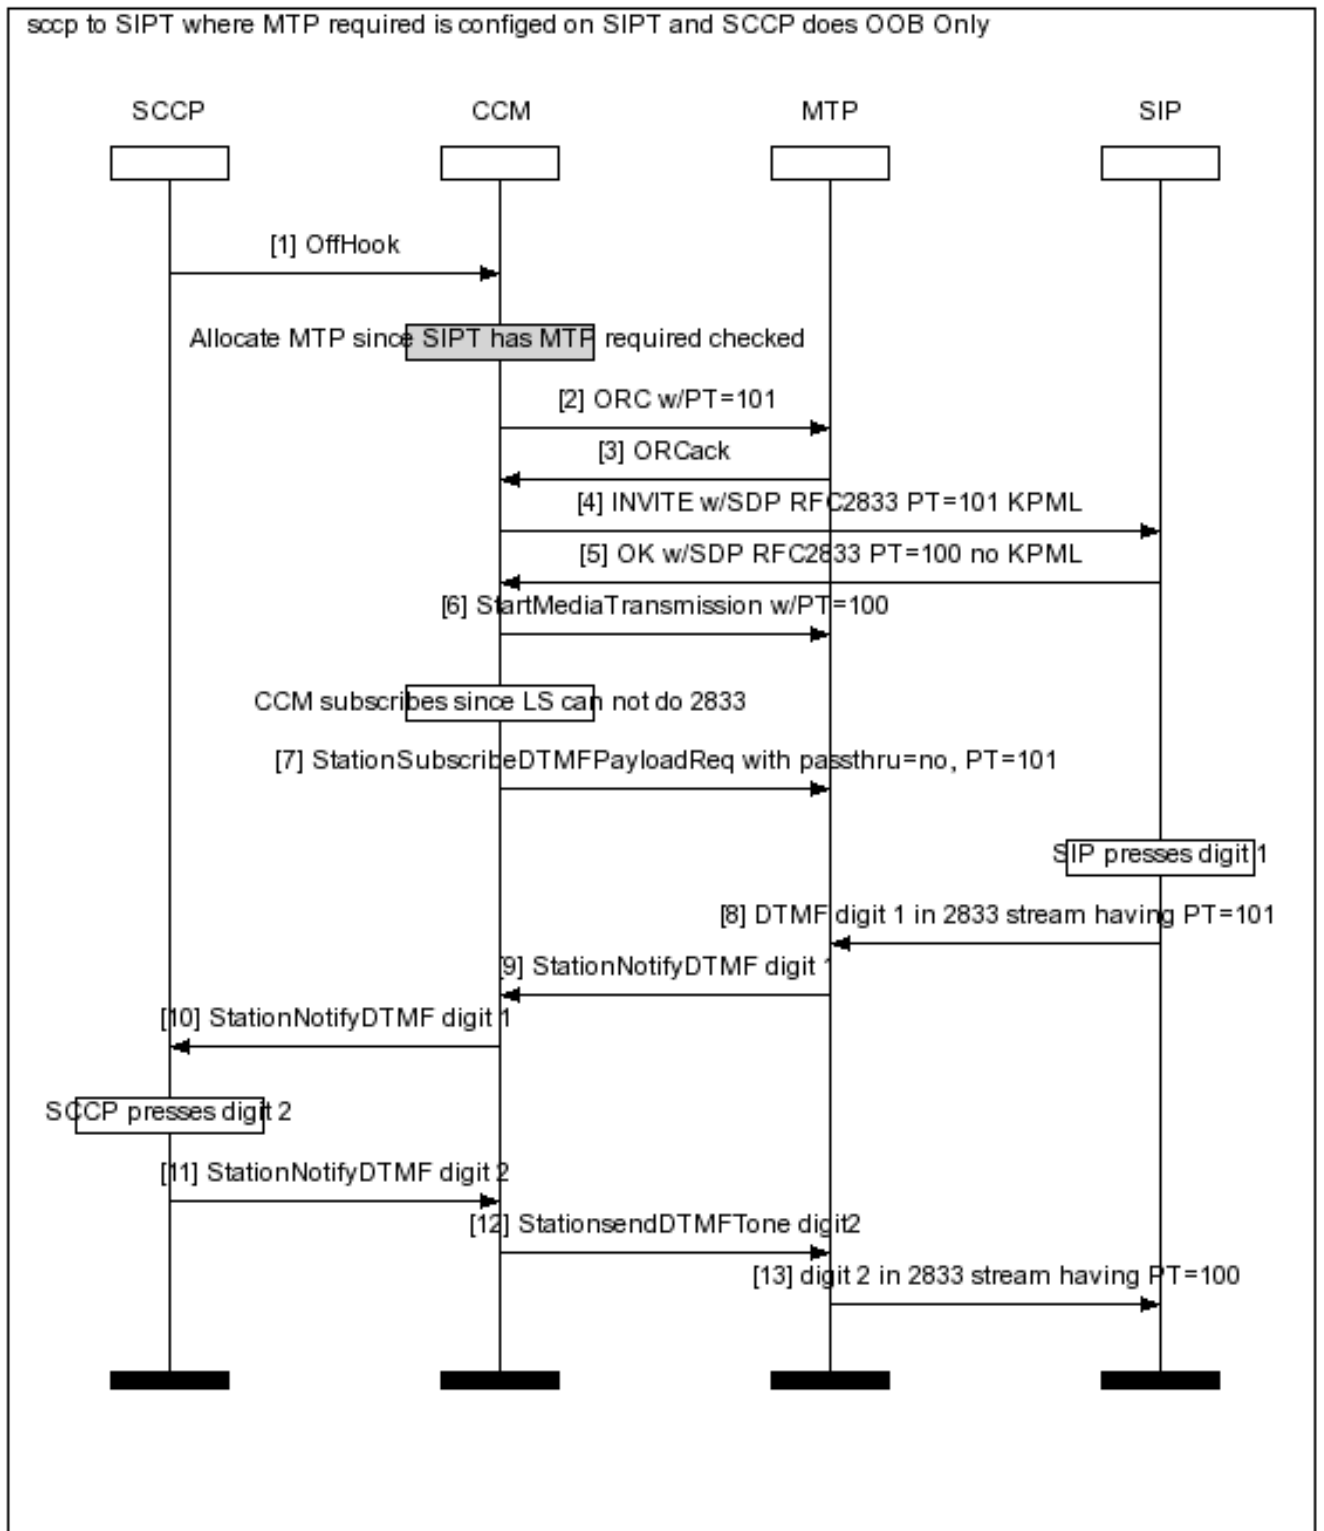 sccp to SIPT where MTP required is configed on SIPT and SCCP does OOB Only
SCCP CCM MTP SIP
[1] OffHook
Allocate MTP since SIPT has MTP required checked
[2] ORC w/PT=101
[3] ORCack
[4] INVITE w/SDP RFC2833 PT=101 KPML
[5] OK w/SDP RFC2833 PT=100 no KPML
[6] StartMediaTransmission w/PT=100
CCM subscribes since LS can not do 2833
[7] StationSubscribeDTMFPayloadReq with passthru=no, PT=101
SIP presses digit 1
[8] DTMF digit 1 in 2833 stream having PT=101
[9] StationNotifyDTMF digit 1
[10] StationNotifyDTMF digit 1
SCCP presses digit 2
[11] StationNotifyDTMF digit 2
[12] StationsendDTMFTone digit2
[13] digit 2 in 2833 stream having PT=100